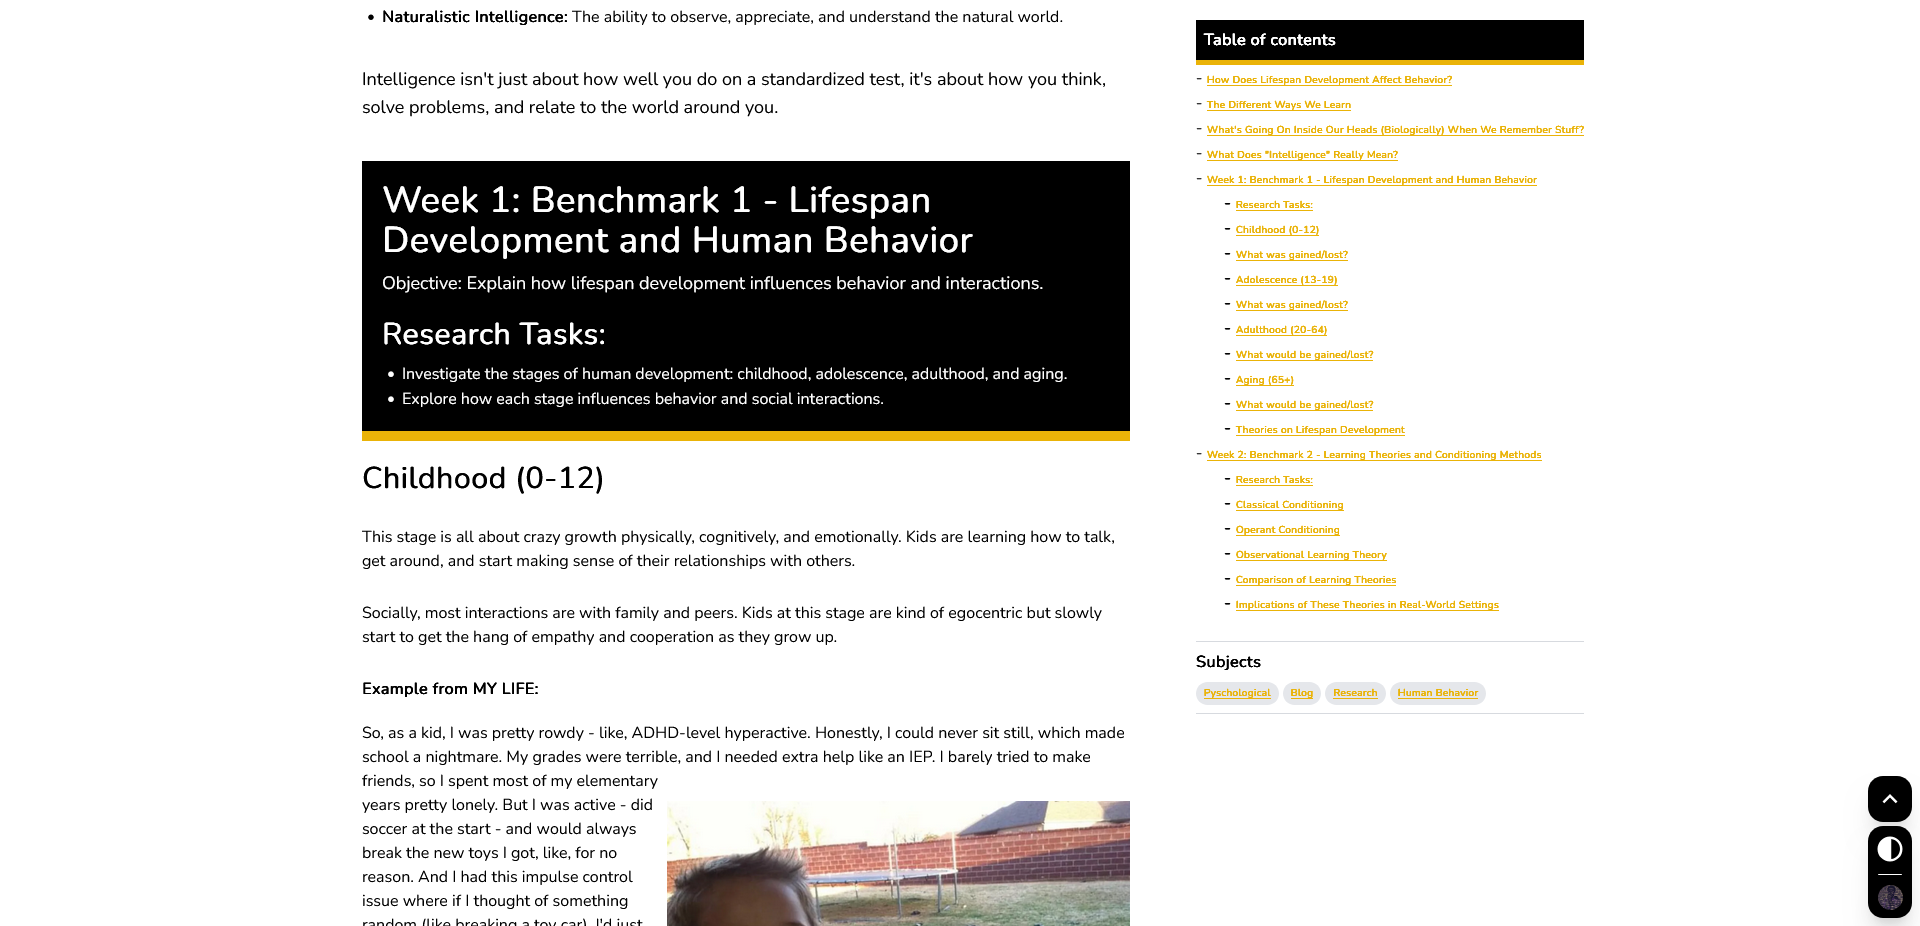 Naturalistic Intelligence: The ability to observe, appreciate, and understand the natural world.
Intelligence isn't just about how well you do on a standardized test, it's about how you think,
solve problems, and relate to the world around you.
Week 1: Benchmark 1 - Lifespan
Development and Human Behavior
Objective: Explain how lifespan development influences behavior and interactions.
Research Tasks:
Investigate the stages of human development: childhood, adolescence, adulthood, and aging.
Explore how each stage influences behavior and social interactions.
Childhood (0-12)
This stage is all about crazy growth physically, cognitively, and emotionally. Kids are learning how to talk,
get around, and start making sense of their relationships with others.
Socially, most interactions are with family and peers. Kids at this stage are kind of egocentric but slowly
start to get the hang of empathy and cooperation as they grow up.
Example from MY LIFE:
So, as a kid, I was pretty rowdy - like, ADHD-level hyperactive. Honestly, I could never sit still, which made
school a nightmare. My grades were terrible, and I needed extra help like an IEP. I barely tried to make
friends, so I spent most of my elementary
years pretty lonely. But I was active - did
soccer at the start - and would always
break the new toys I got, like, for no
reason. And I had this impulse control
issue where if I thought of something
random (like breaking a toy car), I'd just
Table of contents
- How Does Lifespan Development Affect Behavior?
- The Different Ways We Learn
- What's Going On Inside Our Heads (Biologically) When We Remember Stuff?
- What Does "Intelligence" Really Mean?
- Week 1: Benchmark 1 - Lifespan Development and Human Behavior
- Research Tasks:
- Childhood (0-12)
- What was gained/lost?
- Adolescence (13-19)
- What was gained/lost?
- Adulthood (20-64)
- What would be gained/lost?
- Aging (65+)
- What would be gained/lost?
- Theories on Lifespan Development
- Week 2: Benchmark 2 - Learning Theories and Conditioning Methods
- Research Tasks:
- Classical Conditioning
- Operant Conditioning
- Observational Learning Theory
- Comparison of Learning Theories
- Implications of These Theories in Real-World Settings
Subjects
Pyschological Blog Research Human Behavior